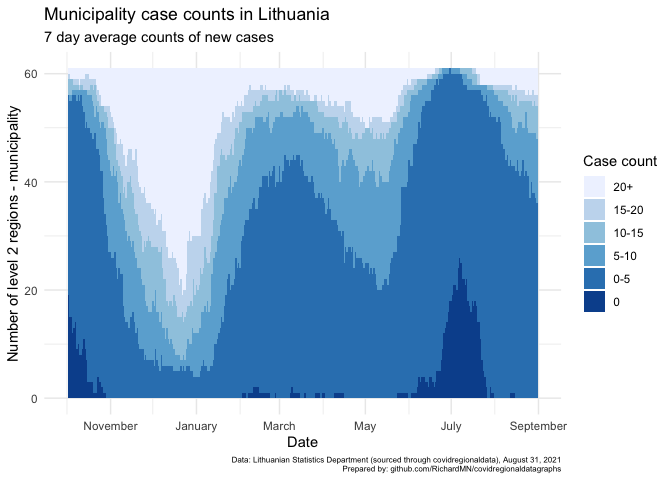 Municipality case counts in Lithuania
7 day average counts of new cases
Number of level 2 regions - municipality
60
40
20
0
November
January
March
May
July
September
Date
Case count
20+
15-20
10-15
5-10
0-5
0
Data: Lithuanian Statistics Department (sourced through covidregionaldata), August 31, 2021
Prepared by: github.com/RichardMN/covidregionaldatagraphs